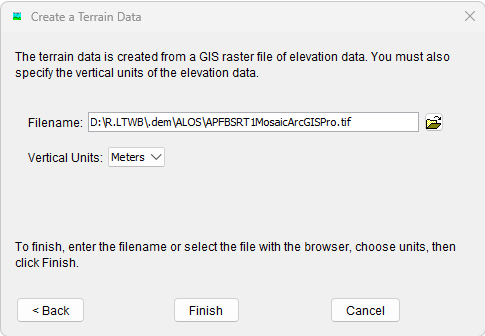 Create a Terrain Data
The terrain data is created from a GIS raster file of elevation data. You must also
specify the vertical units of the elevation data.
Filename: D:\R.LTWB\.dem\ALOS\APFBSRT1MosaicArcGISPro.tif
Vertical Units: Meters
To finish, enter the filename or select the file with the browser, choose units, then
click Finish.
< Back Finish Cancel